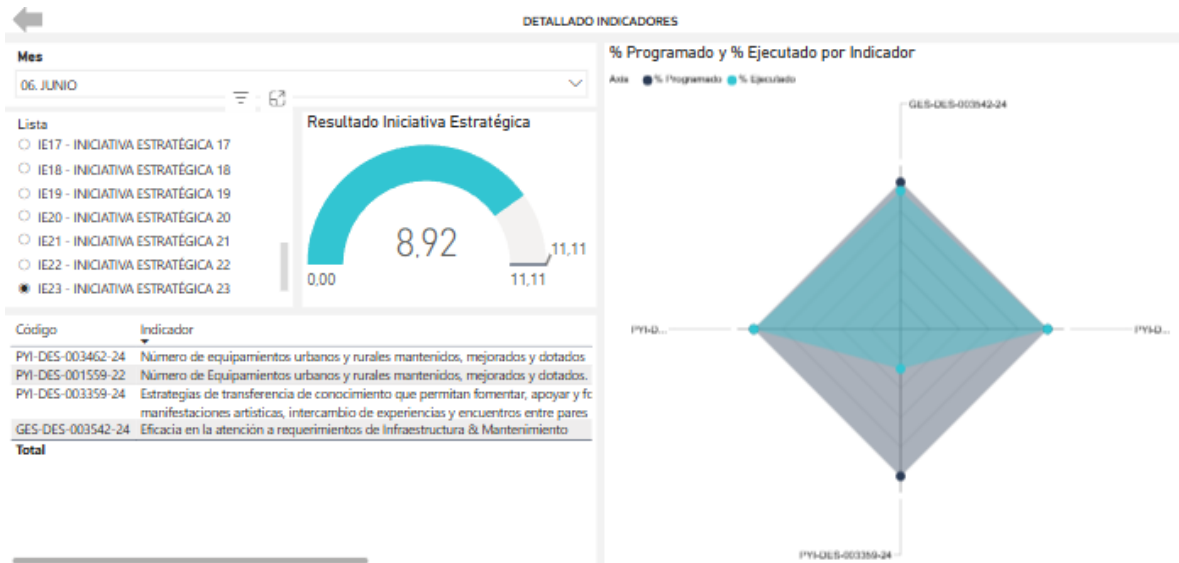 DETALLADO INDICADORES
Mes
06. JUNIO
Lista
IE17 - INICIATIVA ESTRATÉGICA 17
IE18 - INICIATIVA ESTRATÉGICA 18
IE19 - INICIATIVA ESTRATÉGICA 19
IE20 - INICIATIVA ESTRATÉGICA 20
IE21 - INICIATIVA ESTRATÉGICA 21
IE22 - INICIATIVA ESTRATÉGICA 22
IE23 - INICIATIVA ESTRATÉGICA 23
Resultado Iniciativa Estratégica
8,92
11,11
0,00
11,11
Código Indicador
PYI-DES-003462-24 Número de equipamientos urbanos y rurales mantenidos, mejorados y dotados
PYI-DES-001559-22 Número de Equipamientos urbanos y rurales mantenidos, mejorados y dotados.
PYI-DES-003359-24 Estrategias de transferencia de conocimiento que permitan fomentar, apoyar y fo
manifestaciones artísticas, intercambio de experiencias y encuentros entre pares
GES-DES-003542-24 Eficacia en la atención a requerimientos de Infraestructura & Mantenimiento
Total
% Programado y % Ejecutado por Indicador
Axis % Programado % Ejecutado
GES-DES-003542-24
PYI-D...
PYI-D...
PYI-DES-003359-24